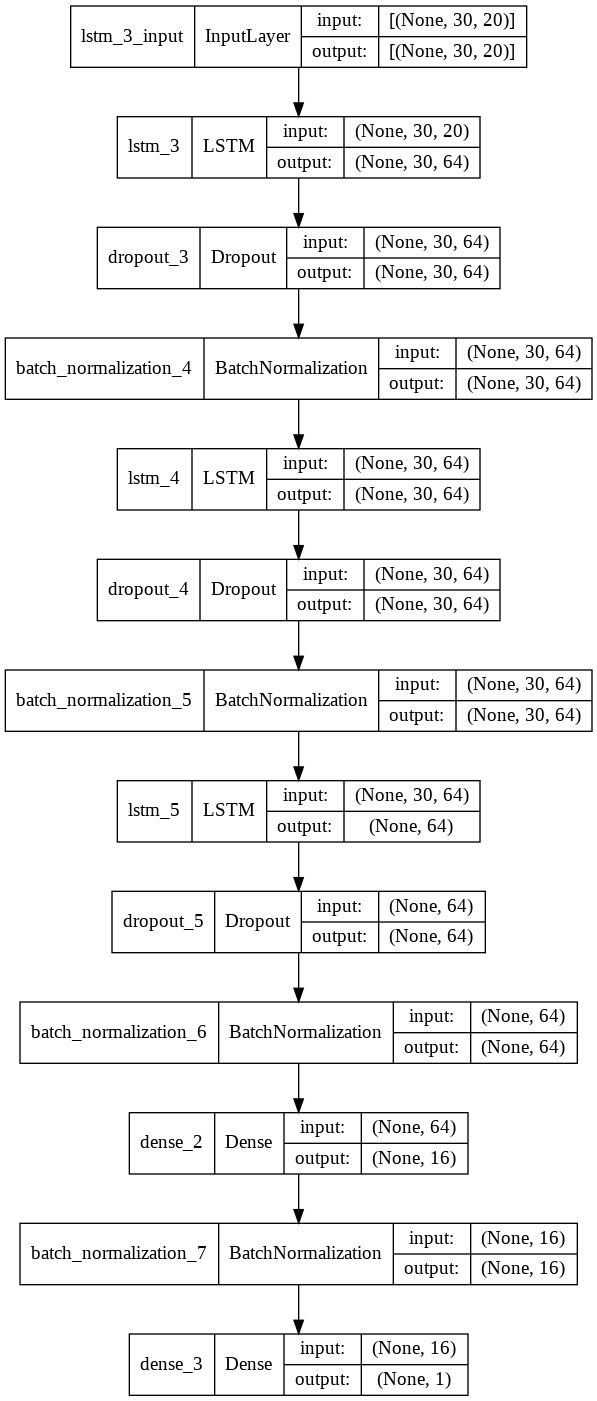 lstm_3_input InputLayer input: [(None, 30, 20)]
output: [(None, 30, 20)]
lstm_3 LSTM input: (None, 30, 20)
output: (None, 30, 64)
dropout_3 Dropout input: (None, 30, 64)
output: (None, 30, 64)
batch_normalization_4 BatchNormalization input: (None, 30, 64)
output: (None, 30, 64)
lstm_4 LSTM input: (None, 30, 64)
output: (None, 30, 64)
dropout_4 Dropout input: (None, 30, 64)
output: (None, 30, 64)
batch_normalization_5 BatchNormalization input: (None, 30, 64)
output: (None, 30, 64)
lstm_5 LSTM input: (None, 30, 64)
output: (None, 64)
dropout_5 Dropout input: (None, 64)
output: (None, 64)
batch_normalization_6 BatchNormalization input: (None, 64)
output: (None, 64)
dense_2 Dense input: (None, 64)
output: (None, 16)
batch_normalization_7 BatchNormalization input: (None, 16)
output: (None, 16)
dense_3 Dense input: (None, 16)
output: (None, 1)